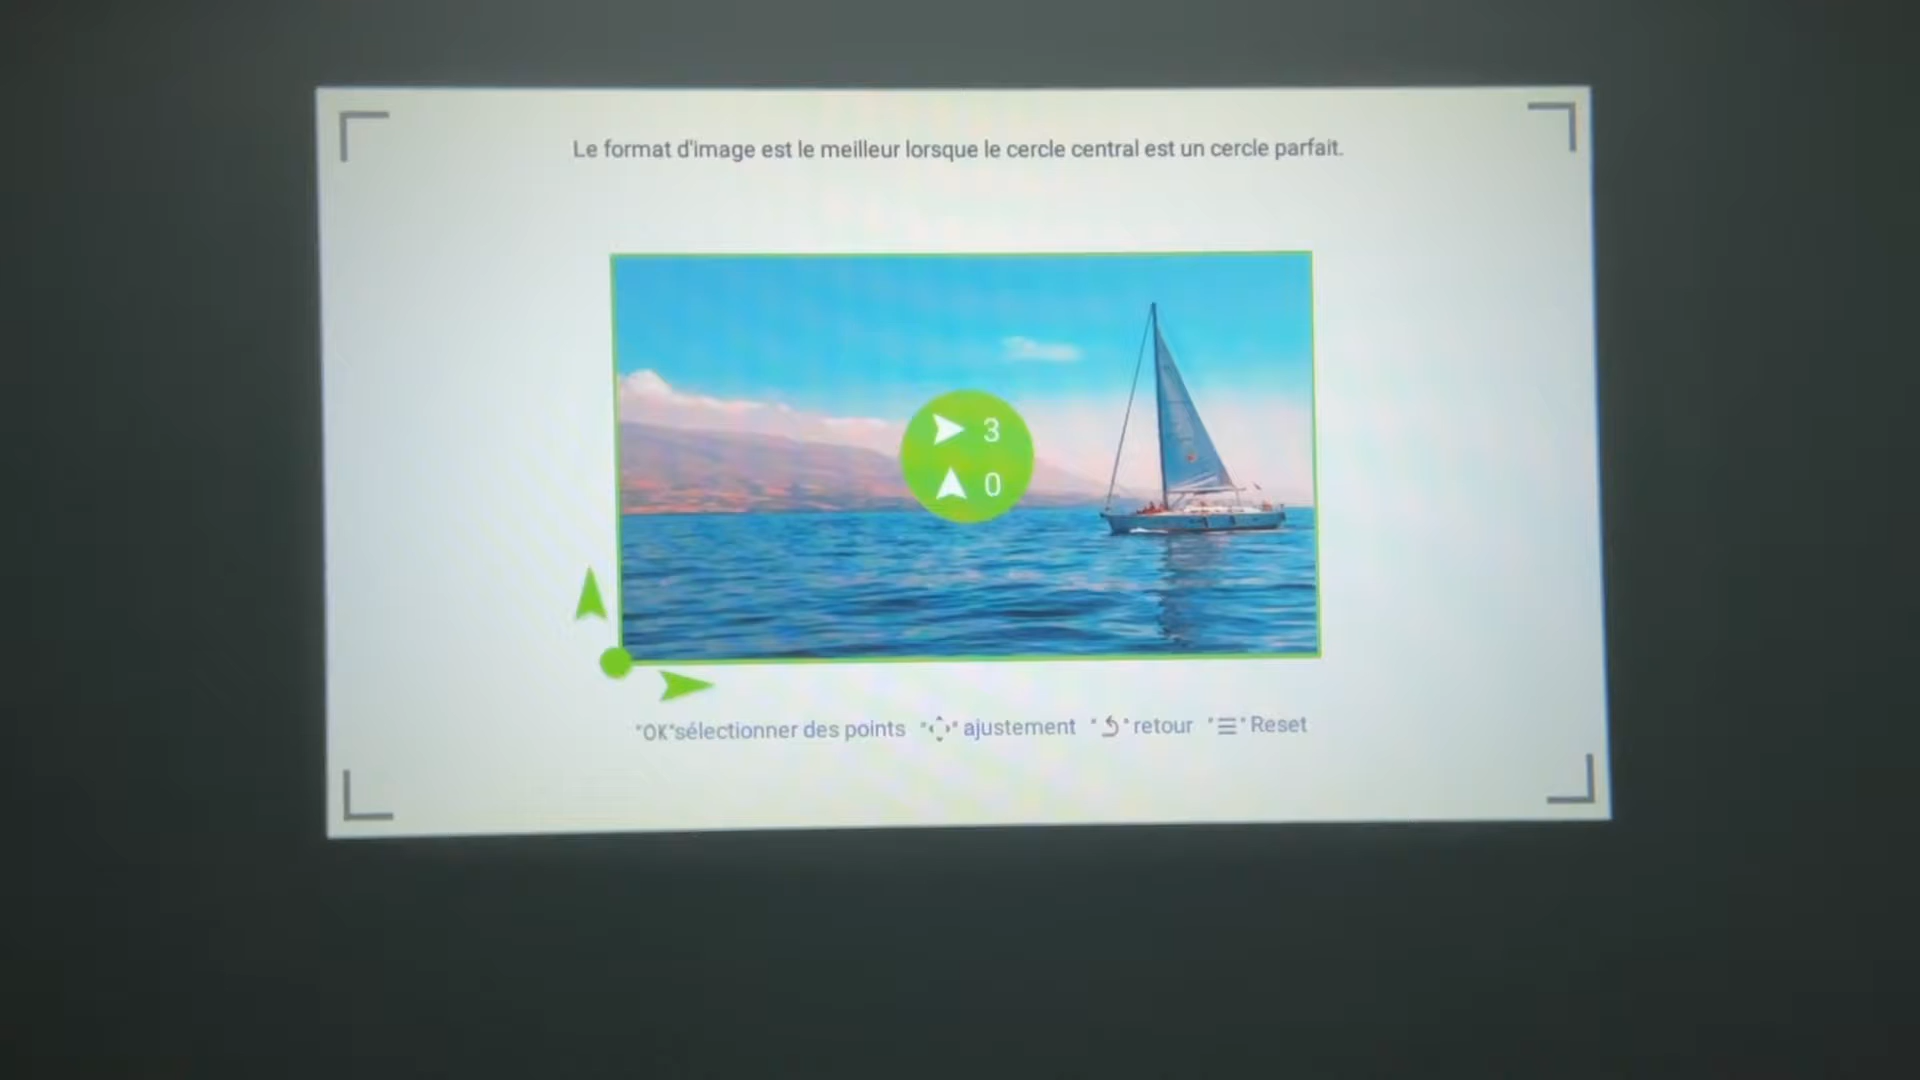 Le format d'image est le meilleur lorsque le cercle central est un cercle parfait.
3
0
"OK"sélectionner des points " " ajustement " " retour " " Reset